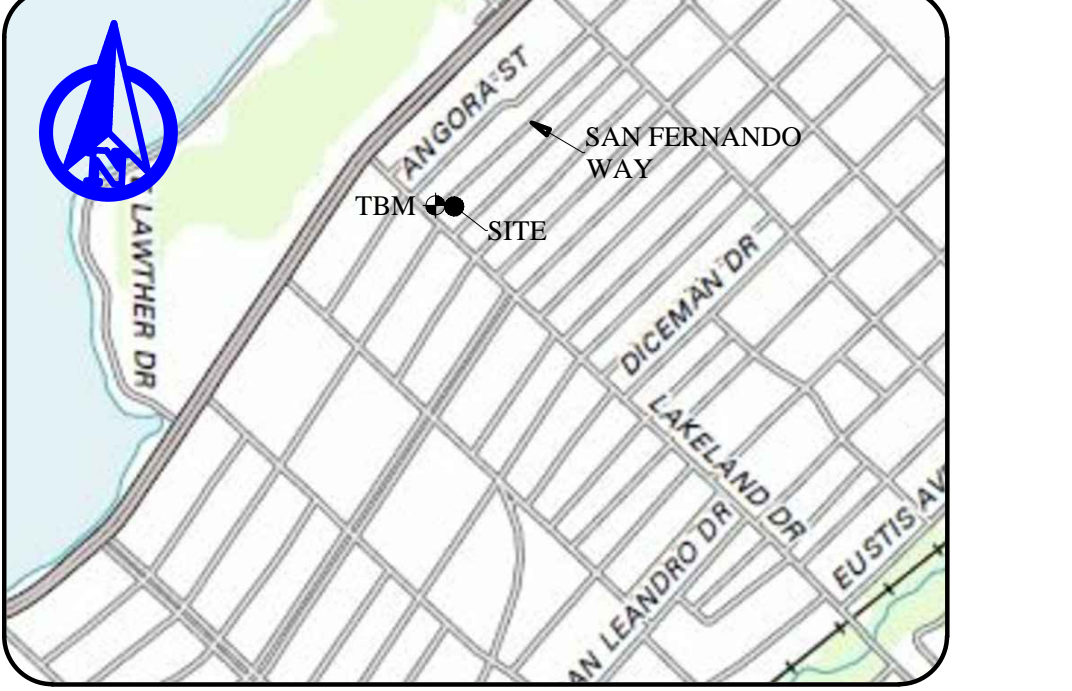 ANGORA ST
SAN FERNANDO
WAY
TBM
SITE
N
LAWTHER DR
DICEMAN DR
LAKELAND DR
AN LEANDRO DR
EUSTIS AV